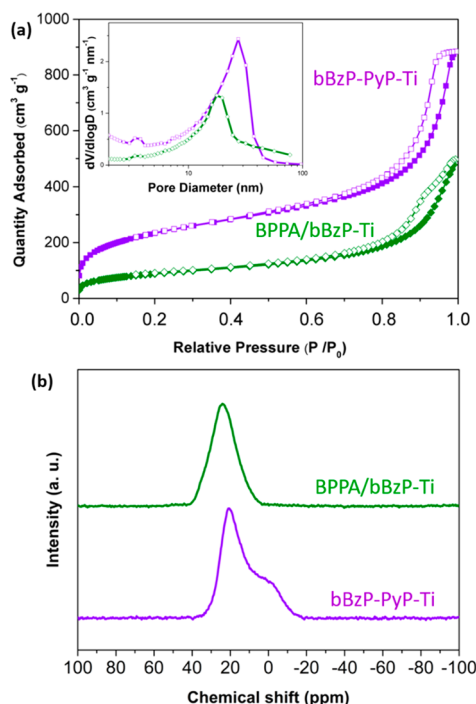 (a)
1000
800
600
400
200
0
Quantity Adsorbed (cm³ g⁻¹)
dV/dlogD (cm³ g⁻¹ nm⁻¹)
2
1
0
10
100
Pore Diameter (nm)
bBzP-PyP-Ti
BPPA/bBzP-Ti
0.0 0.2 0.4 0.6 0.8 1.0
Relative Pressure (P /P₀)
(b)
Intensity (a. u.)
BPPA/bBzP-Ti
bBzP-PyP-Ti
100 80 60 40 20 0 -20 -40 -60 -80 -100
Chemical shift (ppm)